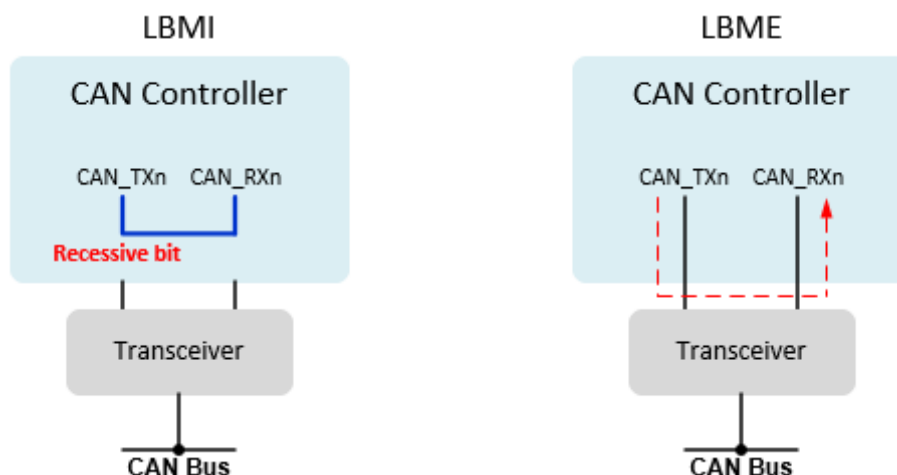 LBMI
CAN Controller
CAN_TXn CAN_RXn
Recessive bit
Transceiver
CAN Bus
LBME
CAN Controller
CAN_TXn CAN_RXn
Transceiver
CAN Bus